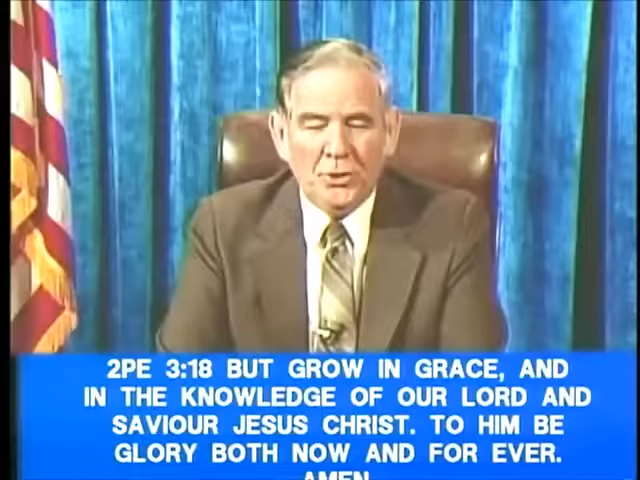 2PE 3:18 BUT GROW IN GRACE, AND
IN THE KNOWLEDGE OF OUR LORD AND
SAVIOUR JESUS CHRIST. TO HIM BE
GLORY BOTH NOW AND FOR EVER.
AMEN